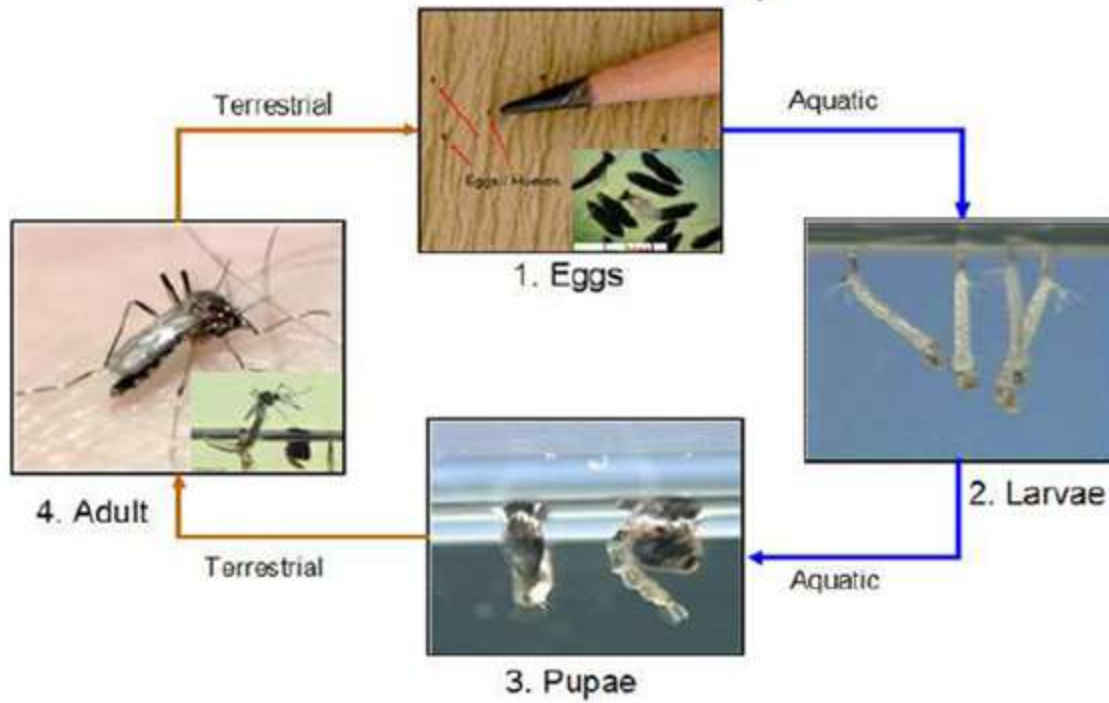 Terrestrial
Aquatic
1. Eggs
2. Larvae
4. Adult
Terrestrial
Aquatic
3. Pupae